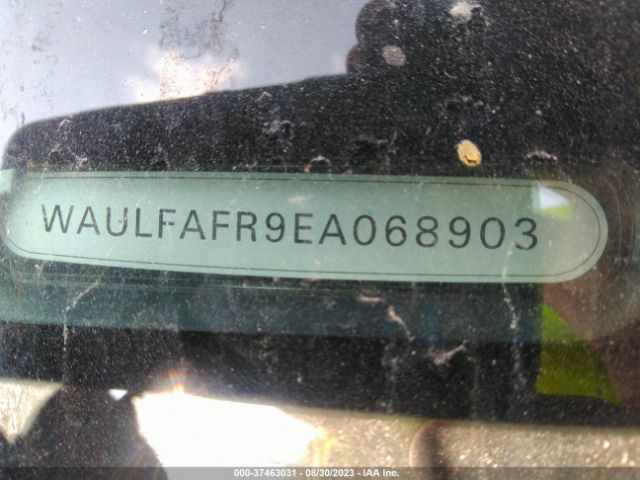 WAULFAFR9EA068903
000-37463031 - 08/30/2023 - IAA Inc.